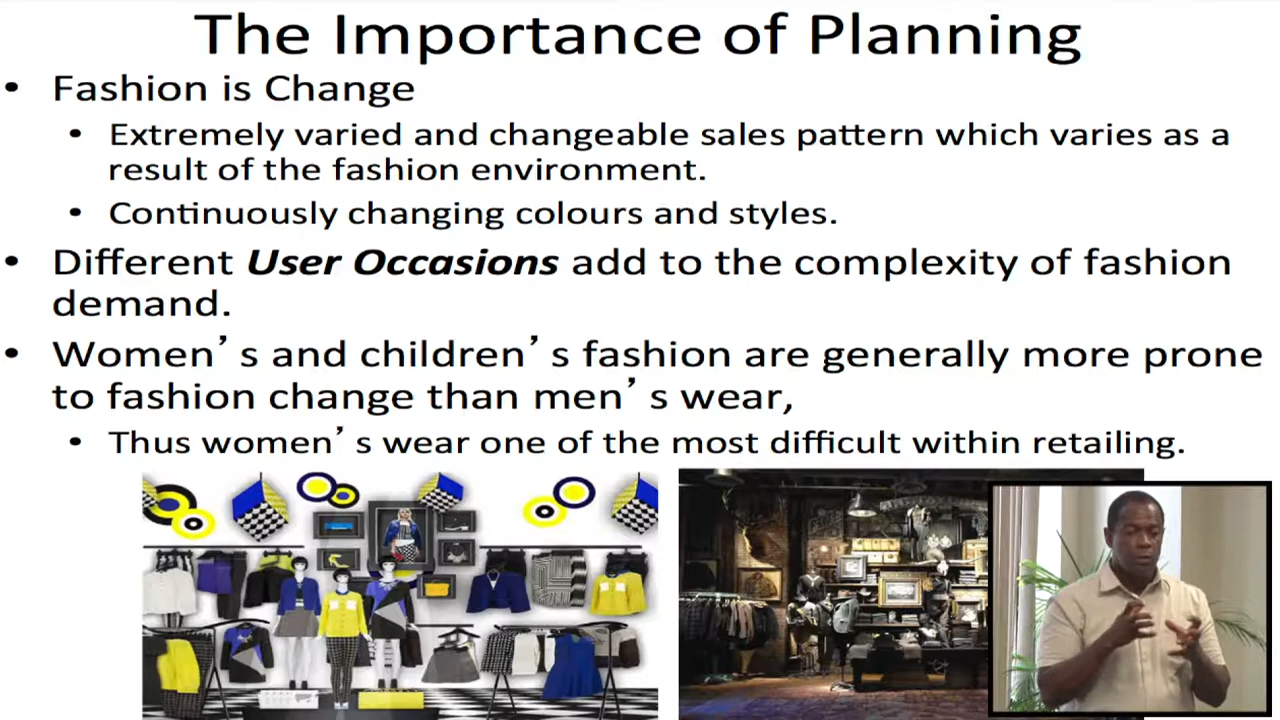 The Importance of Planning
• Fashion is Change
• Extremely varied and changeable sales pattern which varies as a
result of the fashion environment.
• Continuously changing colours and styles.
• Different User Occasions add to the complexity of fashion
demand.
• Women’s and children’s fashion are generally more prone
to fashion change than men’s wear,
• Thus women’s wear one of the most difficult within retailing.